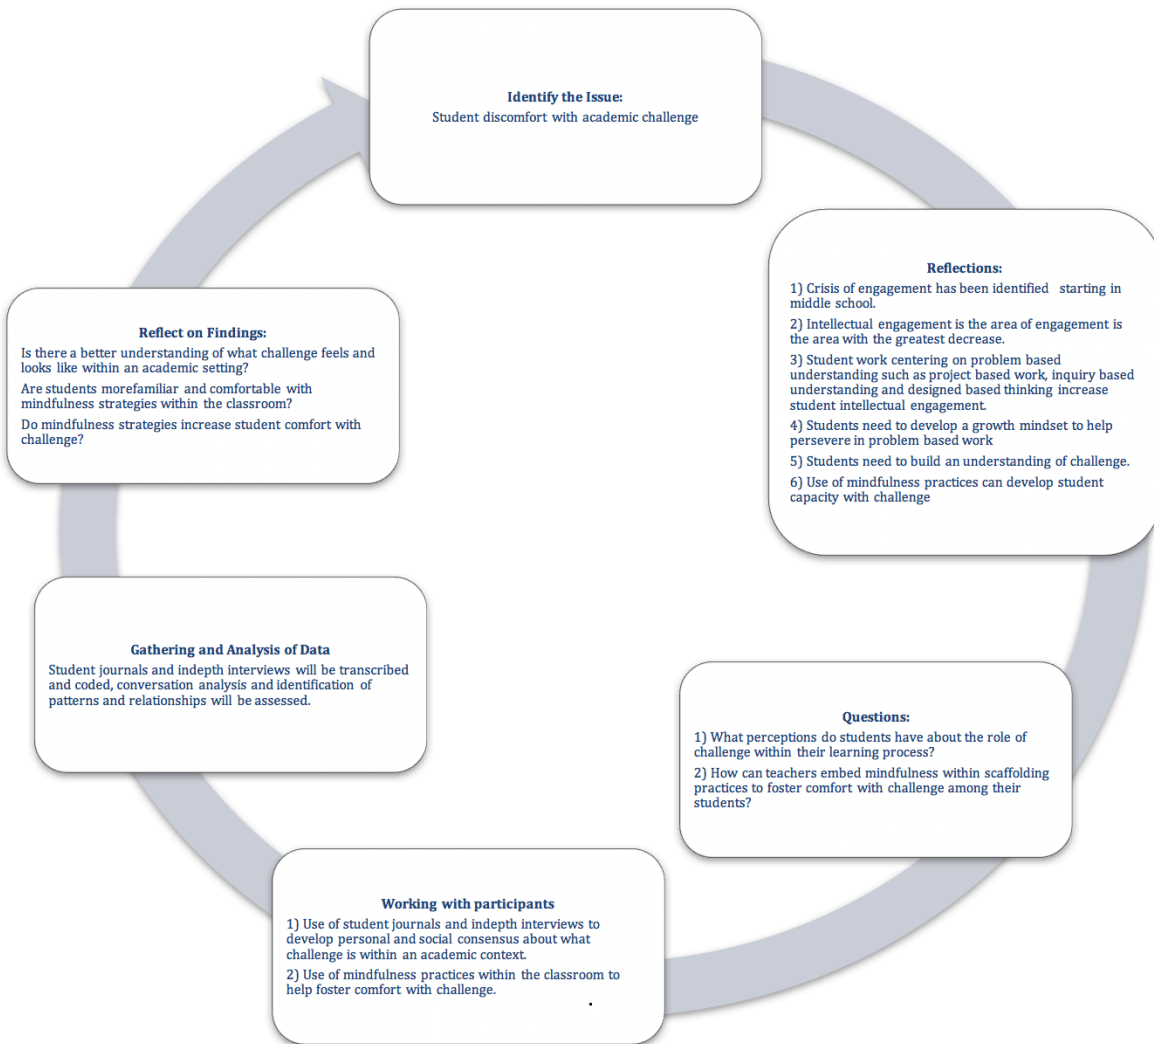 Identify the Issue:
Student discomfort with academic challenge
Reflections:
1) Crisis of engagement has been identified starting in
middle school.
2) Intellectual engagement is the area of engagement is
the area with the greatest decrease.
3) Student work centering on problem based
understanding such as project based work, inquiry based
understanding and designed based thinking increase
student intellectual engagement.
4) Students need to develop a growth mindset to help
persevere in problem based work
5) Students need to build an understanding of challenge.
6) Use of mindfulness practices can develop student
capacity with challenge
Questions:
1) What perceptions do students have about the role of
challenge within their learning process?
2) How can teachers embed mindfulness within scaffolding
practices to foster comfort with challenge among their
students?
Working with participants
1) Use of student journals and indepth interviews to
develop personal and social consensus about what
challenge is within an academic context.
2) Use of mindfulness practices within the classroom to
help foster comfort with challenge.
.
Gathering and Analysis of Data
Student journals and indepth interviews will be transcribed
and coded, conversation analysis and identification of
patterns and relationships will be assessed.
Reflect on Findings:
Is there a better understanding of what challenge feels and
looks like within an academic setting?
Are students morefamiliar and comfortable with
mindfulness strategies within the classroom?
Do mindfulness strategies increase student comfort with
challenge?